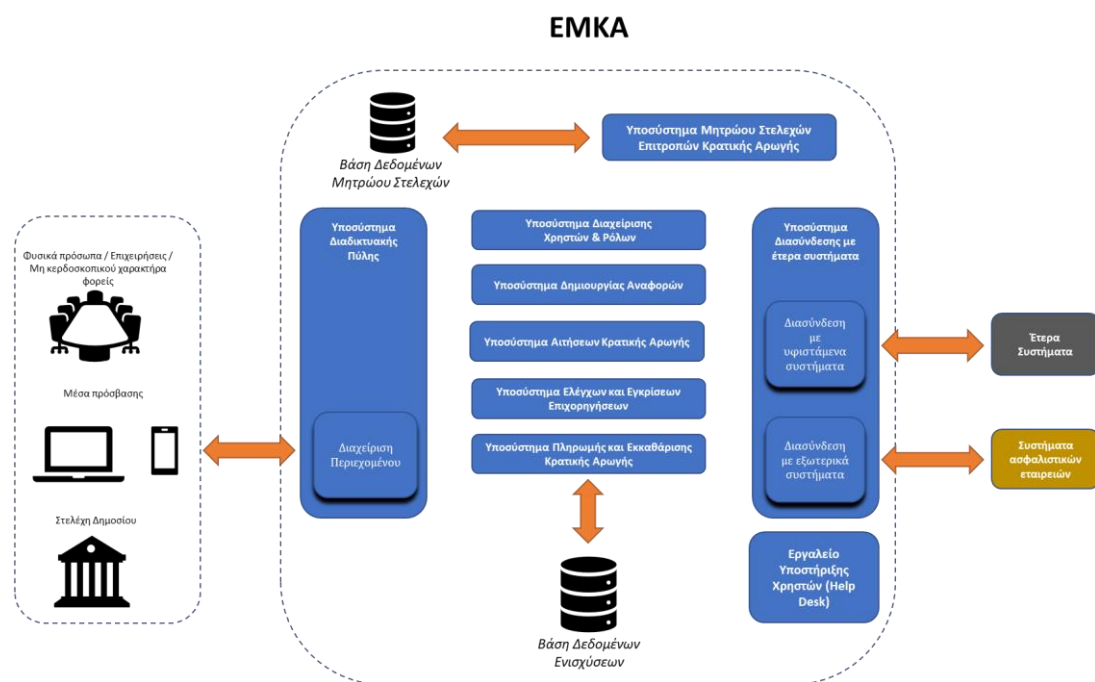 ΕΜΚΑ
Βάση Δεδομένων
Μητρώου Στελεχών
Υποσύστημα Μητρώου Στελεχών
Επιτροπών Κρατικής Αρωγής
Φυσικά πρόσωπα / Επιχειρήσεις /
Μη κερδοσκοπικού χαρακτήρα
φορείς
Μέσα πρόσβασης
Στελέχη Δημοσίου
Υποσύστημα
Διαδικτυακής
Πύλης
Διαχείριση
Περιεχομένου
Υποσύστημα Διαχείρισης
Χρηστών & Ρόλων
Υποσύστημα Δημιουργίας Αναφορών
Υποσύστημα Αιτήσεων Κρατικής Αρωγής
Υποσύστημα Ελέγχων και Εγκρίσεων
Επιχορηγήσεων
Υποσύστημα Πληρωμής και Εκκαθάρισης
Κρατικής Αρωγής
Βάση Δεδομένων
Ενισχύσεων
Υποσύστημα
Διασύνδεσης με
έτερα συστήματα
Διασύνδεση
με
υφιστάμενα
συστήματα
Διασύνδεση
με εξωτερικά
συστήματα
Εργαλείο
Υποστήριξης
Χρηστών (Help
Desk)
Έτερα
Συστήματα
Συστήματα
ασφαλιστικών
εταιρειών